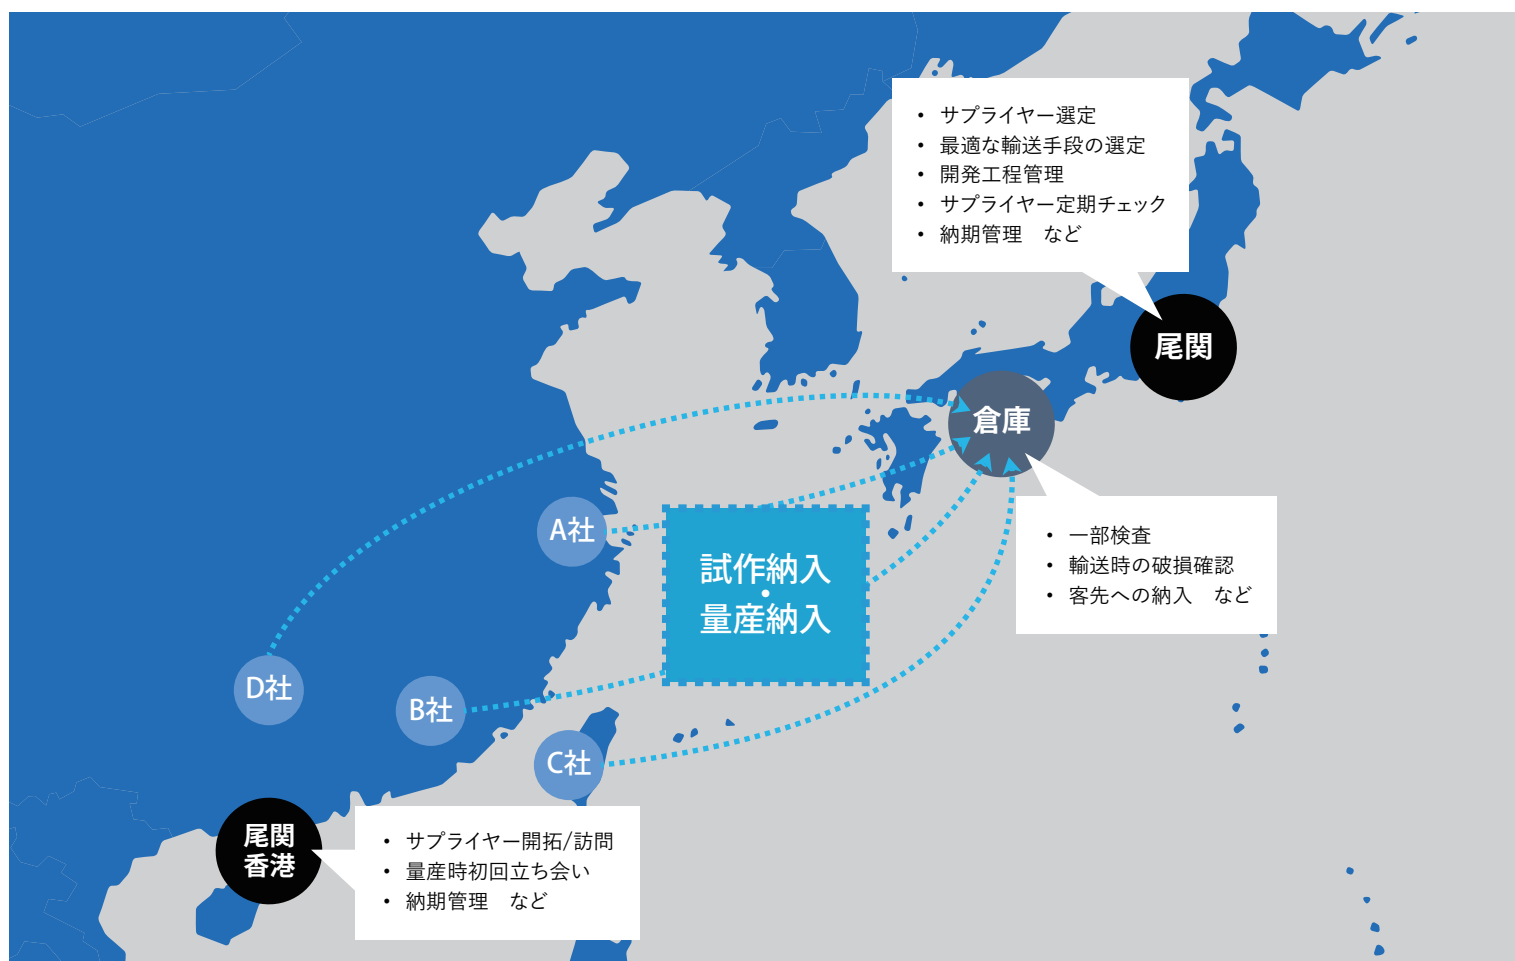 • サプライヤー選定
• 最適な輸送手段の選定
• 開発工程管理
• サプライヤー定期チェック
• 納期管理　など
尾関
倉庫
• 一部検査
• 輸送時の破損確認
• 客先への納入　など
A社
試作納入
・
量産納入
D社
B社
C社
尾関
香港
• サプライヤー開拓/訪問
• 量産時初回立ち会い
• 納期管理　など